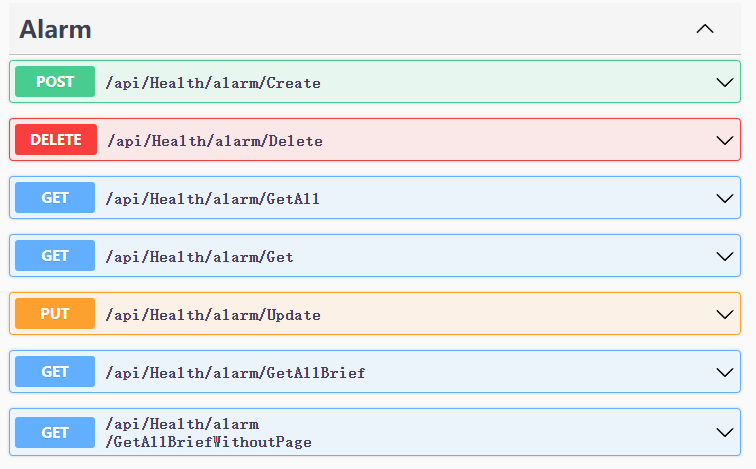 Alarm
POST /api/Health/alarm/Create
DELETE /api/Health/alarm/Delete
GET /api/Health/alarm/GetAll
GET /api/Health/alarm/Get
PUT /api/Health/alarm/Update
GET /api/Health/alarm/GetAllBrief
GET /api/Health/alarm
/GetAllBriefWithoutPage